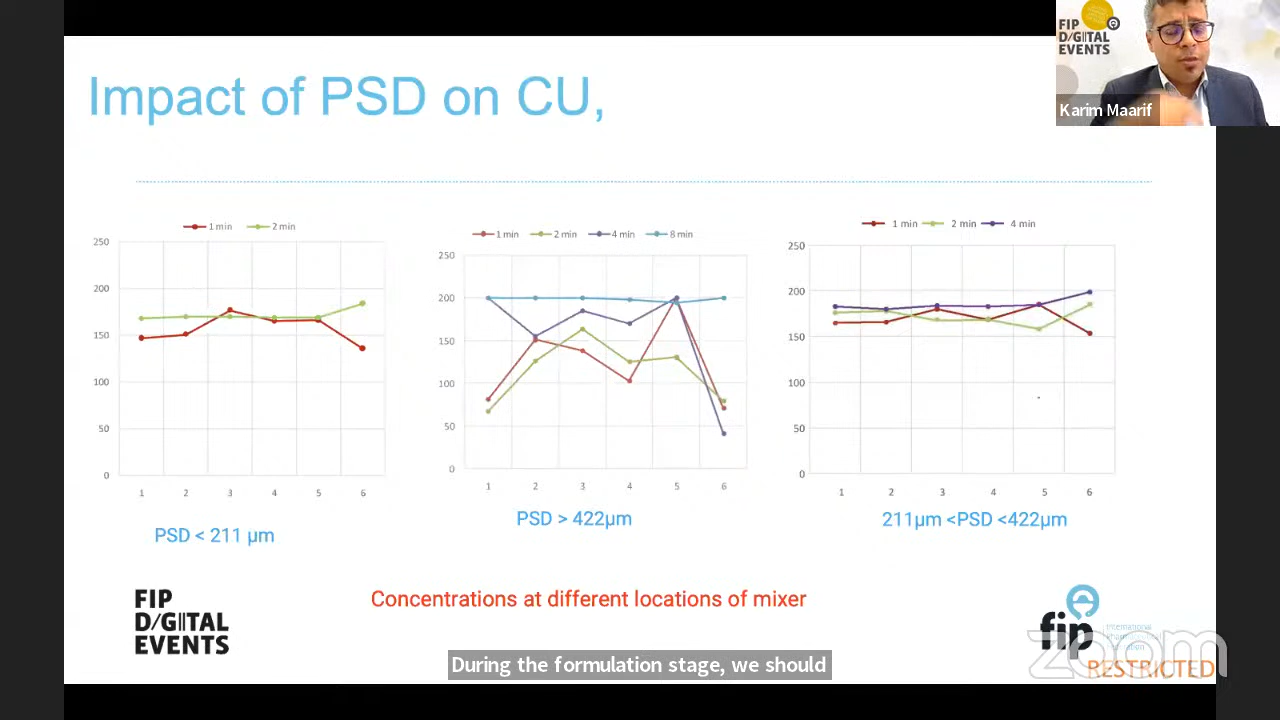 Impact of PSD on CU,
FIP
D/G/TAL
EVENTS
Karim Maarif
1 min 2 min
250
200
150
100
50
0
1 2 3 4 5 6
PSD < 211 µm
1 min 2 min 4 min 8 min
250
200
150
100
50
0
1 2 3 4 5 6
PSD > 422µm
1 min 2 min 4 min
250
200
150
100
50
0
1 2 3 4 5 6
211µm <PSD <422µm
Concentrations at different locations of mixer
FIP
D/GITAL
EVENTS
fip
International
zoom
RESTRICTED
During the formulation stage, we should